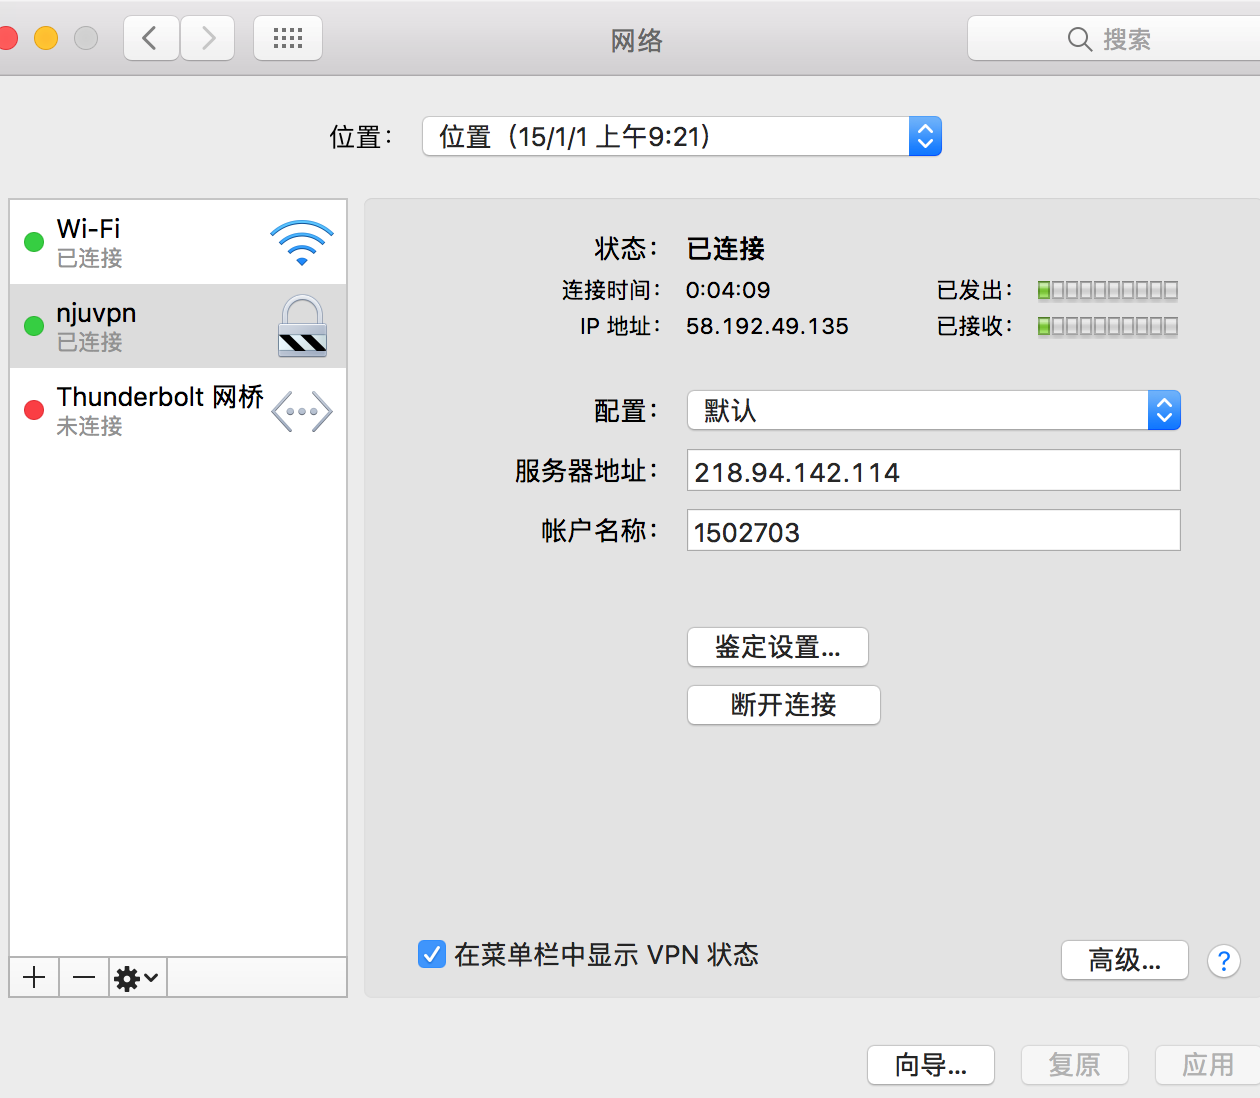 网络
搜索
位置：
位置（15/1/1 上午9:21）
Wi-Fi
已连接
njuvpn
已连接
Thunderbolt 网桥
未连接
状态：
已连接
连接时间：
0:04:09
已发出：
IP 地址：
58.192.49.135
已接收：
配置：
默认
服务器地址：
218.94.142.114
帐户名称：
1502703
鉴定设置...
断开连接
在菜单栏中显示 VPN 状态
高级...
?
向导...
复原
应用